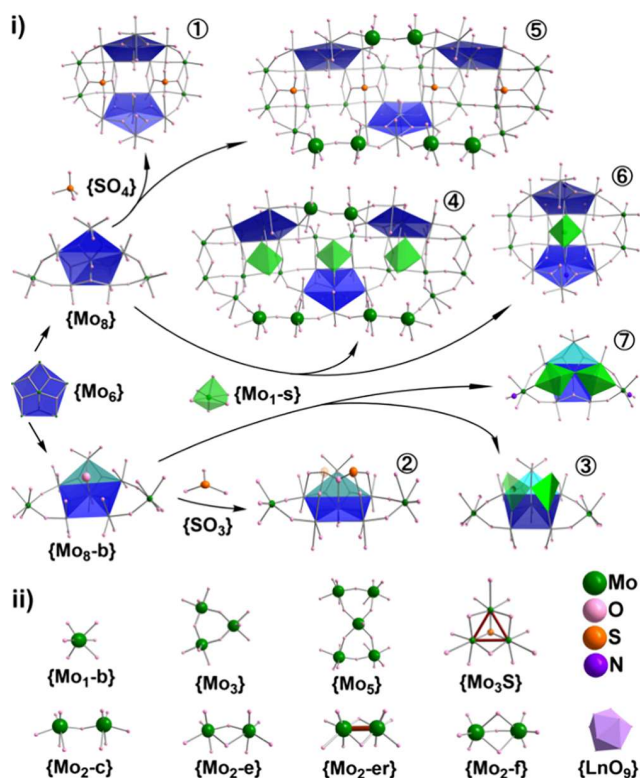 i)
①
⑤
{SO₄}
④
⑥
{Mo₈}
⑦
{Mo₆}
{Mo₁-s}
②
③
{SO₃}
{Mo₈-b}
ii)
Mo
O
S
N
{Mo₁-b}
{Mo₃}
{Mo₅}
{Mo₃S}
{Mo₂-c}
{Mo₂-e}
{Mo₂-er}
{Mo₂-f}
{LnO₉}